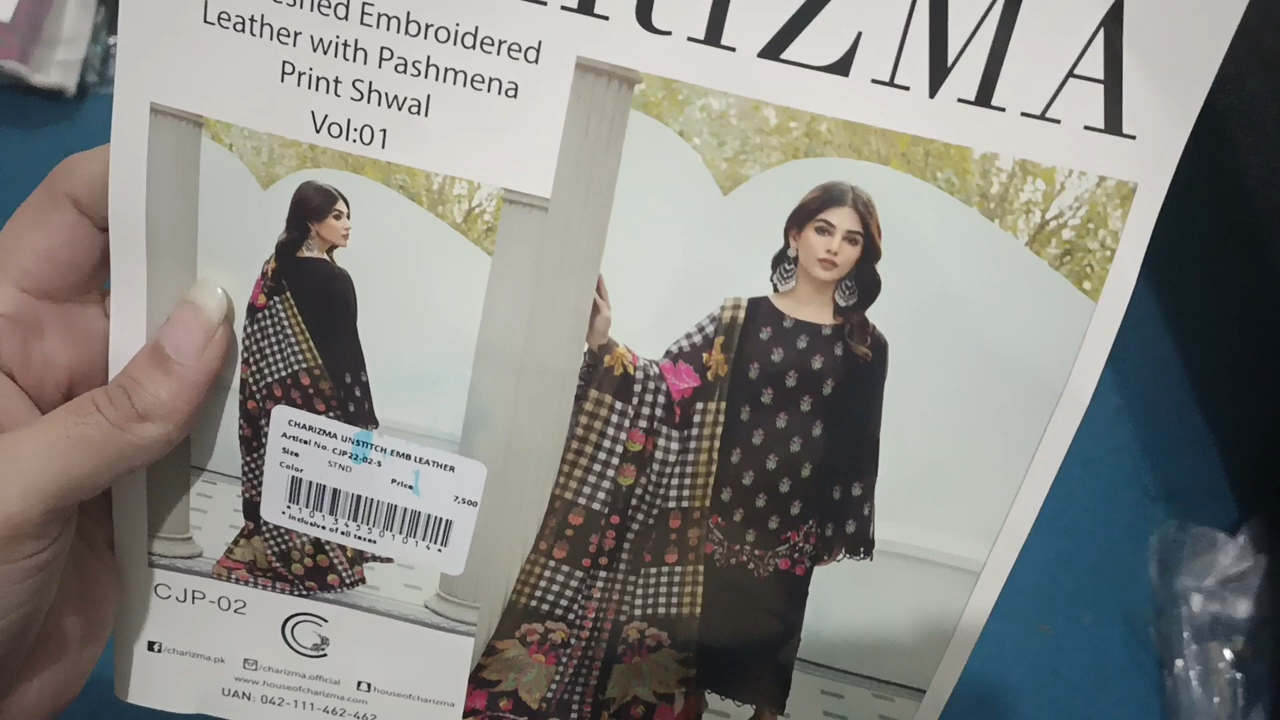 Embroidered
Leather with Pashmena
Print Shwal
Vol:01
RIZMA
CHARIZMA UNSTITCH EMB LEATHER
Artical No. CJP22-02-S
Size STND
Color
Price 7,500
* Inclusive of all taxes
CJP-02
/charizma.pk
/charizma.official
houseofcharizma
www.houseofcharizma.com
UAN: 042-111-462-462